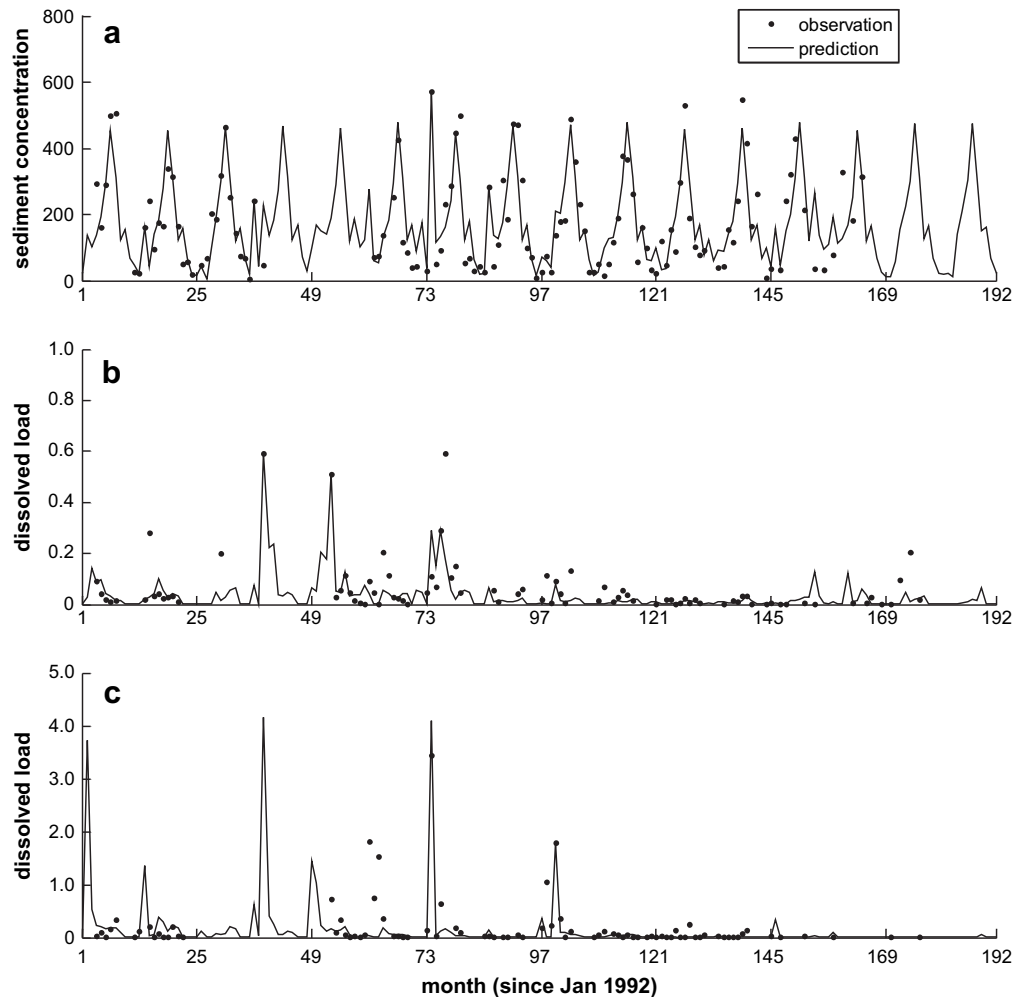 a
observation
prediction
sediment concentration
800
600
400
200
0
1 25 49 73 97 121 145 169 192
b
dissolved load
1.0
0.8
0.6
0.4
0.2
0
1 25 49 73 97 121 145 169 192
c
dissolved load
5.0
4.0
3.0
2.0
1.0
0
1 25 49 73 97 121 145 169 192
month (since Jan 1992)